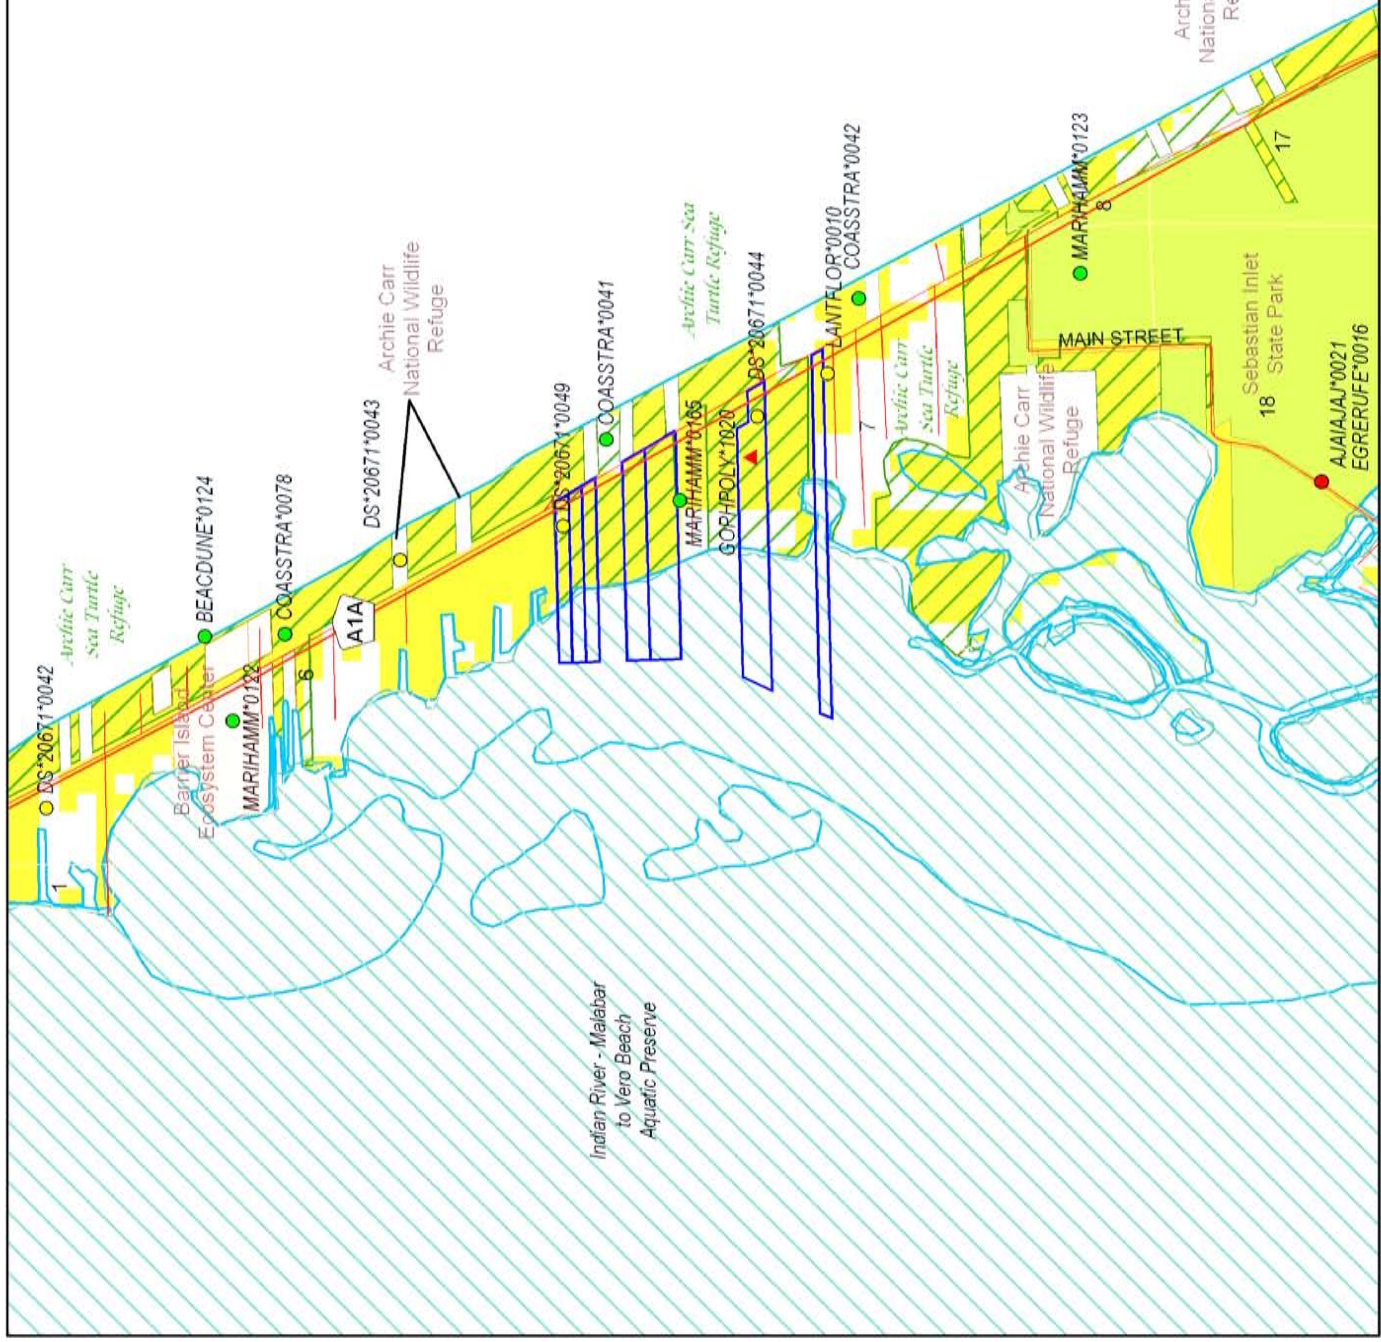 DS*20671*0042
Archie Carr
Sea Turtle
Refuge
1
BEACDUNE*0124
Barrier Island
Ecosystem Center
MARIHAMM*0122
COASSTRA*0078
6
A1A
DS*20671*0043
Archie Carr
National Wildlife
Refuge
DS*20671*0049
COASSTRA*0041
Indian River - Malabar
to Vero Beach
Aquatic Preserve
Archie Carr Sea
Turtle Refuge
MARIHAMM*0165
GORHPOLY*1020
DS*20671*0044
LANTFLOR*0010
COASSTRA*0042
7
Archie Carr
Sea Turtle
Refuge
Archie Carr
National Wildlife
Refuge
MARIHAMM*0123
8
MAIN STREET
Arch
Nationa
Re
17
Sebastian Inlet
State Park
18
AJAIAJAJ*0021
EGRERUFE*0016